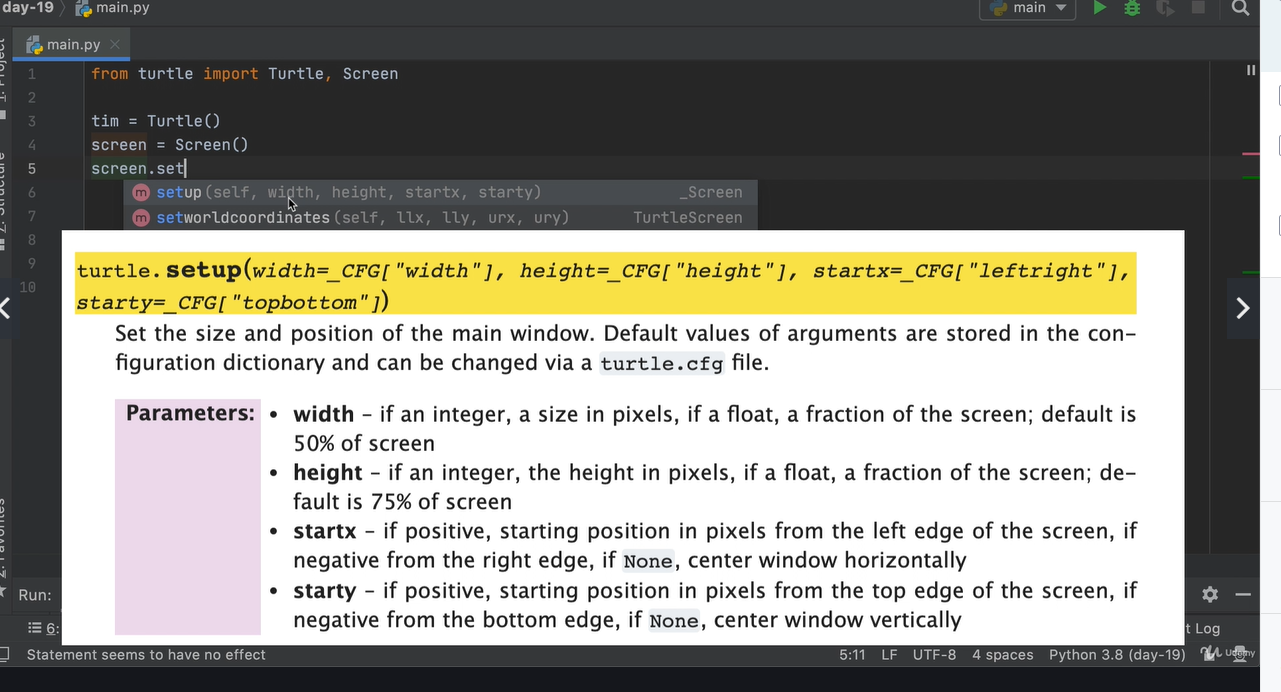 day-19 main.py
main
main.py
1 from turtle import Turtle, Screen
2
3 tim = Turtle()
4 screen = Screen()
5 screen.set
6 setup(self, width, height, startx, starty) _Screen
7 setworldcoordinates(self, llx, lly, urx, ury) TurtleScreen
8
9
10
turtle.setup(width=_CFG["width"], height=_CFG["height"], startx=_CFG["leftright"],
starty=_CFG["topbottom"])
Set the size and position of the main window. Default values of arguments are stored in the con-
figuration dictionary and can be changed via a turtle.cfg file.
Parameters: • width – if an integer, a size in pixels, if a float, a fraction of the screen; default is
50% of screen
• height – if an integer, the height in pixels, if a float, a fraction of the screen; de-
fault is 75% of screen
• startx – if positive, starting position in pixels from the left edge of the screen, if
negative from the right edge, if None, center window horizontally
• starty – if positive, starting position in pixels from the top edge of the screen, if
negative from the bottom edge, if None, center window vertically
Run:
6: t Log
Statement seems to have no effect 5:11 LF UTF-8 4 spaces Python 3.8 (day-19) Udemy